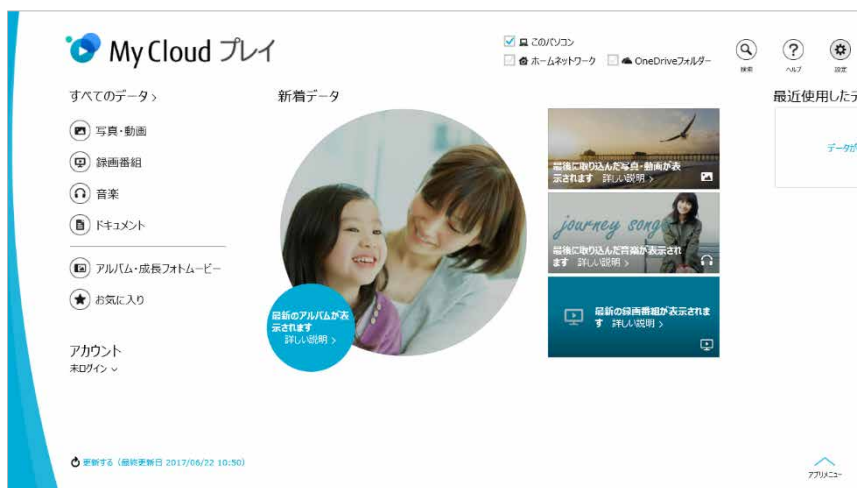 My Cloud プレイ
このパソコン
ホームネットワーク
OneDriveフォルダー
検索
ヘルプ
設定
すべてのデータ ›
新着データ
最近使用したデ
写真・動画
録画番組
音楽
ドキュメント
アルバム・成長フォトムービー
お気に入り
最新のアルバムが表
示されます
詳しい説明 ›
最後に取り込んだ写真・動画が表
示されます 詳しい説明 ›
journey song
最後に取り込んだ音楽が表示され
ます 詳しい説明 ›
最新の録画番組が表示されま
す 詳しい説明 ›
データが
アカウント
未ログイン
更新する（最終更新日 2017/06/22 10:50）
アプリメニュー